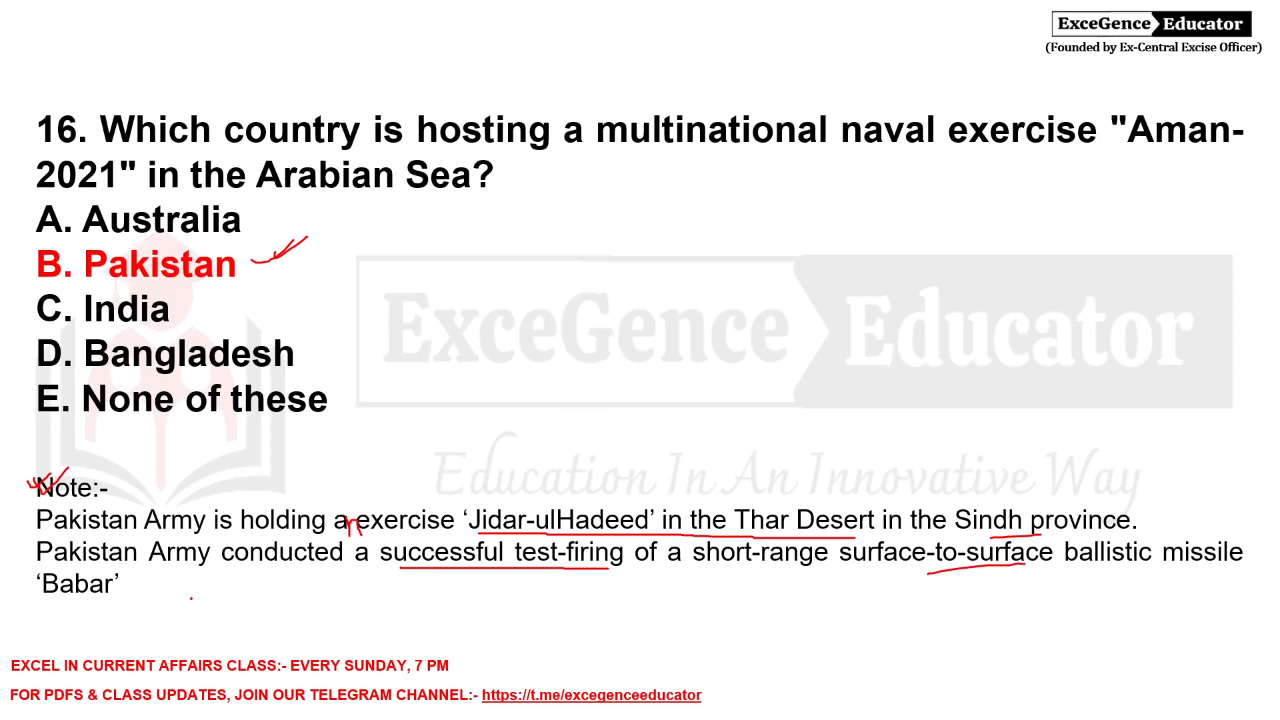 ExceGence Educator
(Founded by Ex-Central Excise Officer)
16. Which country is hosting a multinational naval exercise "Aman-
2021" in the Arabian Sea?
A. Australia
B. Pakistan
C. India
D. Bangladesh
E. None of these
ExceGence Educator
Education In An Innovative Way
Note:-
Pakistan Army is holding an exercise ‘Jidar-ulHadeed’ in the Thar Desert in the Sindh province.
Pakistan Army conducted a successful test-firing of a short-range surface-to-surface ballistic missile
‘Babar’
EXCEL IN CURRENT AFFAIRS CLASS:- EVERY SUNDAY, 7 PM
FOR PDFS & CLASS UPDATES, JOIN OUR TELEGRAM CHANNEL:- https://t.me/excegenceeducator